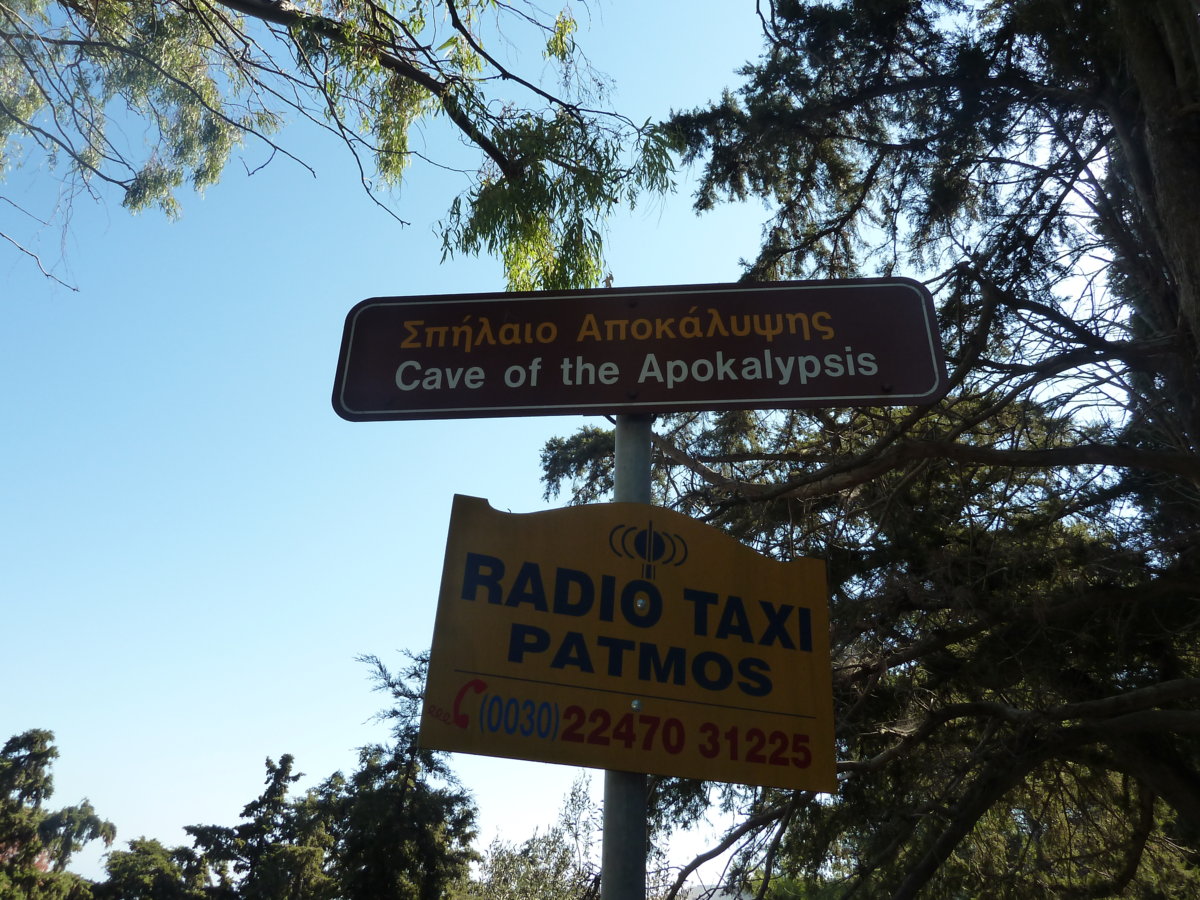 Σπήλαιο Αποκάλυψης
Cave of the Apokalypsis
RADIO TAXI
PATMOS
(0030) 22470 31225